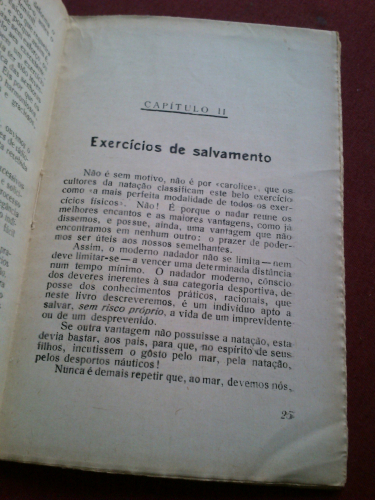 CAPÍTULO II
Exercícios de salvamento
Não é sem motivo, não é por «carolice», que os
cultores da natação classificam este belo exercício
como «a mais perfeita modalidade de todos os exer-
cícios físicos». Não! É porque o nadar reune os
melhores encantos e as maiores vantagens, como já
dissemos, e possue, ainda, uma vantagem que não
encontramos em nenhum outro: o prazer de poder-
mos ser úteis aos nossos semelhantes.
Assim, o moderno nadador não se limita—nem
deve limitar-se—a vencer uma determinada distância
num tempo mínimo. O nadador moderno, cônscio
dos deveres inerentes à sua categoria desportiva, de
posse dos conhecimentos práticos, racionais, que
neste livro descreveremos, é um indivíduo apto a
salvar, sem risco próprio, a vida de um imprevidente
ou de um desprevenido.
Se outra vantagem não possuisse a natação, esta
devia bastar, aos pais, para que, no espírito de seus
filhos, incutissem o gôsto pelo mar, pela natação,
pelos desportos náuticos!
Nunca é demais repetir que, ao mar, devemos nós,
25